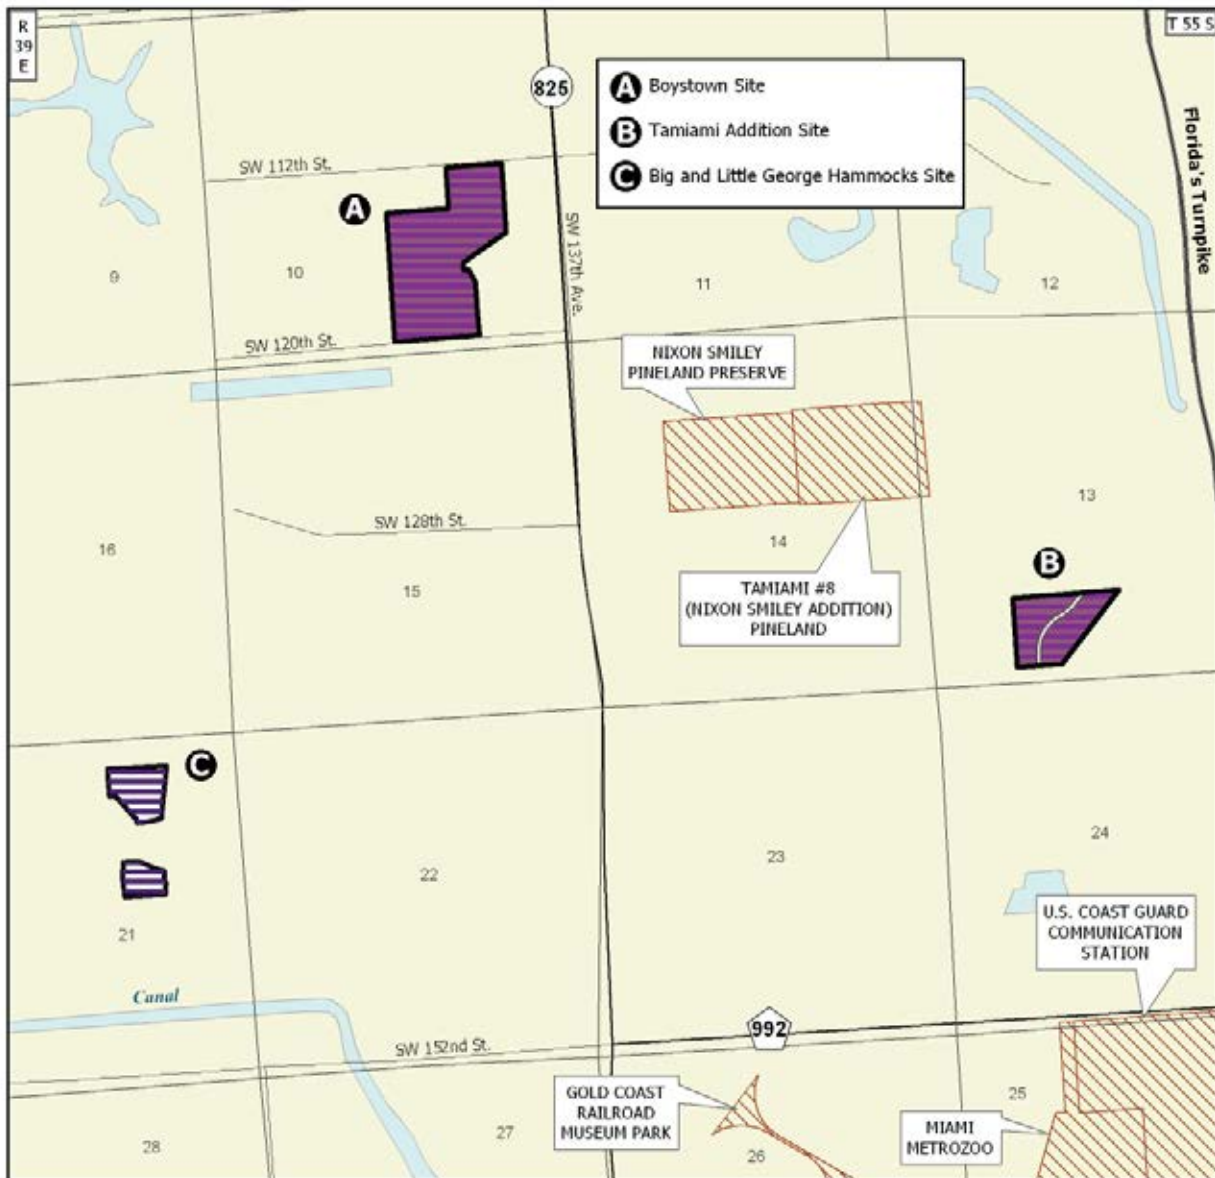 R
39
E
T 55 S
825
A Boystown Site
B Tamiami Addition Site
C Big and Little George Hammocks Site
Florida's Turnpike
SW 112th St.
A
SW 137th Ave.
9
10
11
12
SW 120th St.
NIXON SMILEY
PINELAND PRESERVE
13
SW 128th St.
16
14
15
B
TAMIAMI #8
(NIXON SMILEY ADDITION)
PINELAND
C
24
23
22
21
U.S. COAST GUARD
COMMUNICATION
STATION
Canal
992
SW 152nd St.
GOLD COAST
RAILROAD
MUSEUM PARK
25
MIAMI
METROZOO
28
27
26